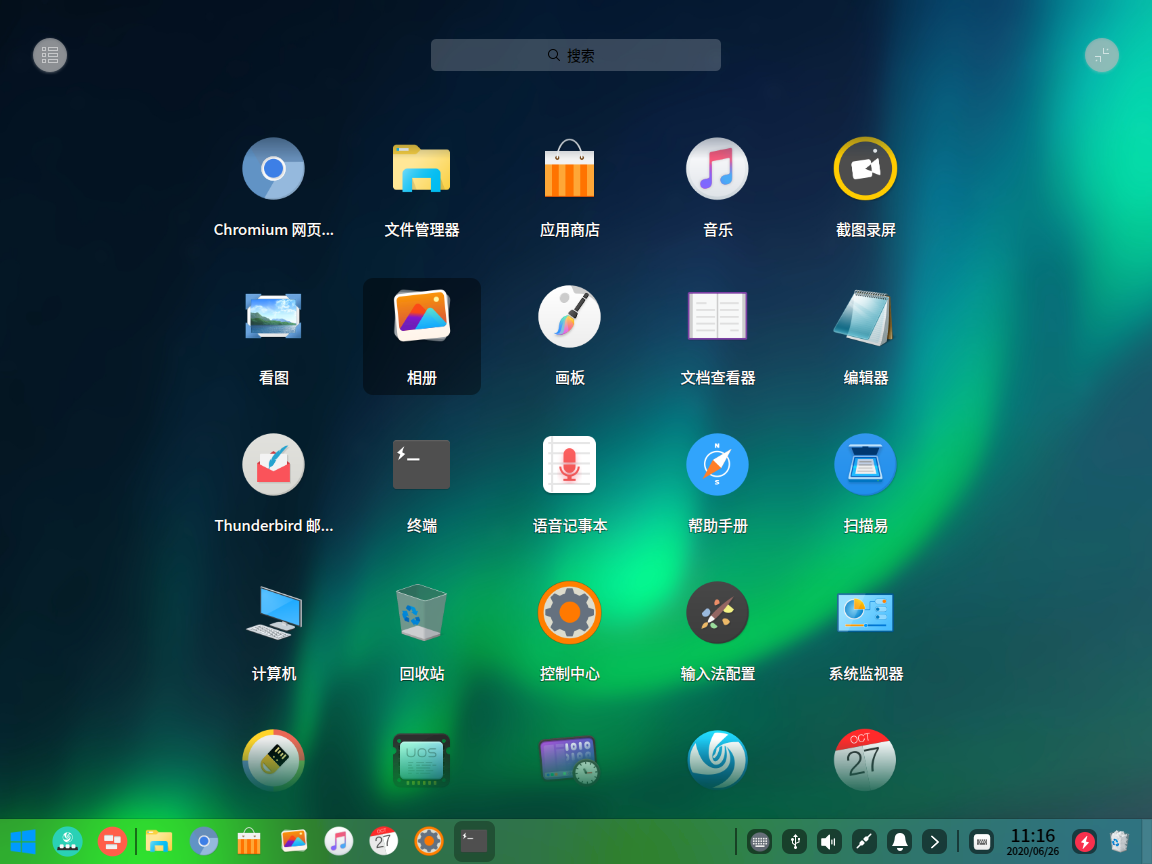 搜索
Chromium 网页...
文件管理器
应用商店
音乐
截图录屏
看图
相册
画板
文档查看器
编辑器
Thunderbird 邮...
终端
N
S
语音记事本
帮助手册
扫描易
计算机
回收站
控制中心
输入法配置
系统监视器
UOS
1010
OCT
27
OCT
27
11:16
2020/06/26